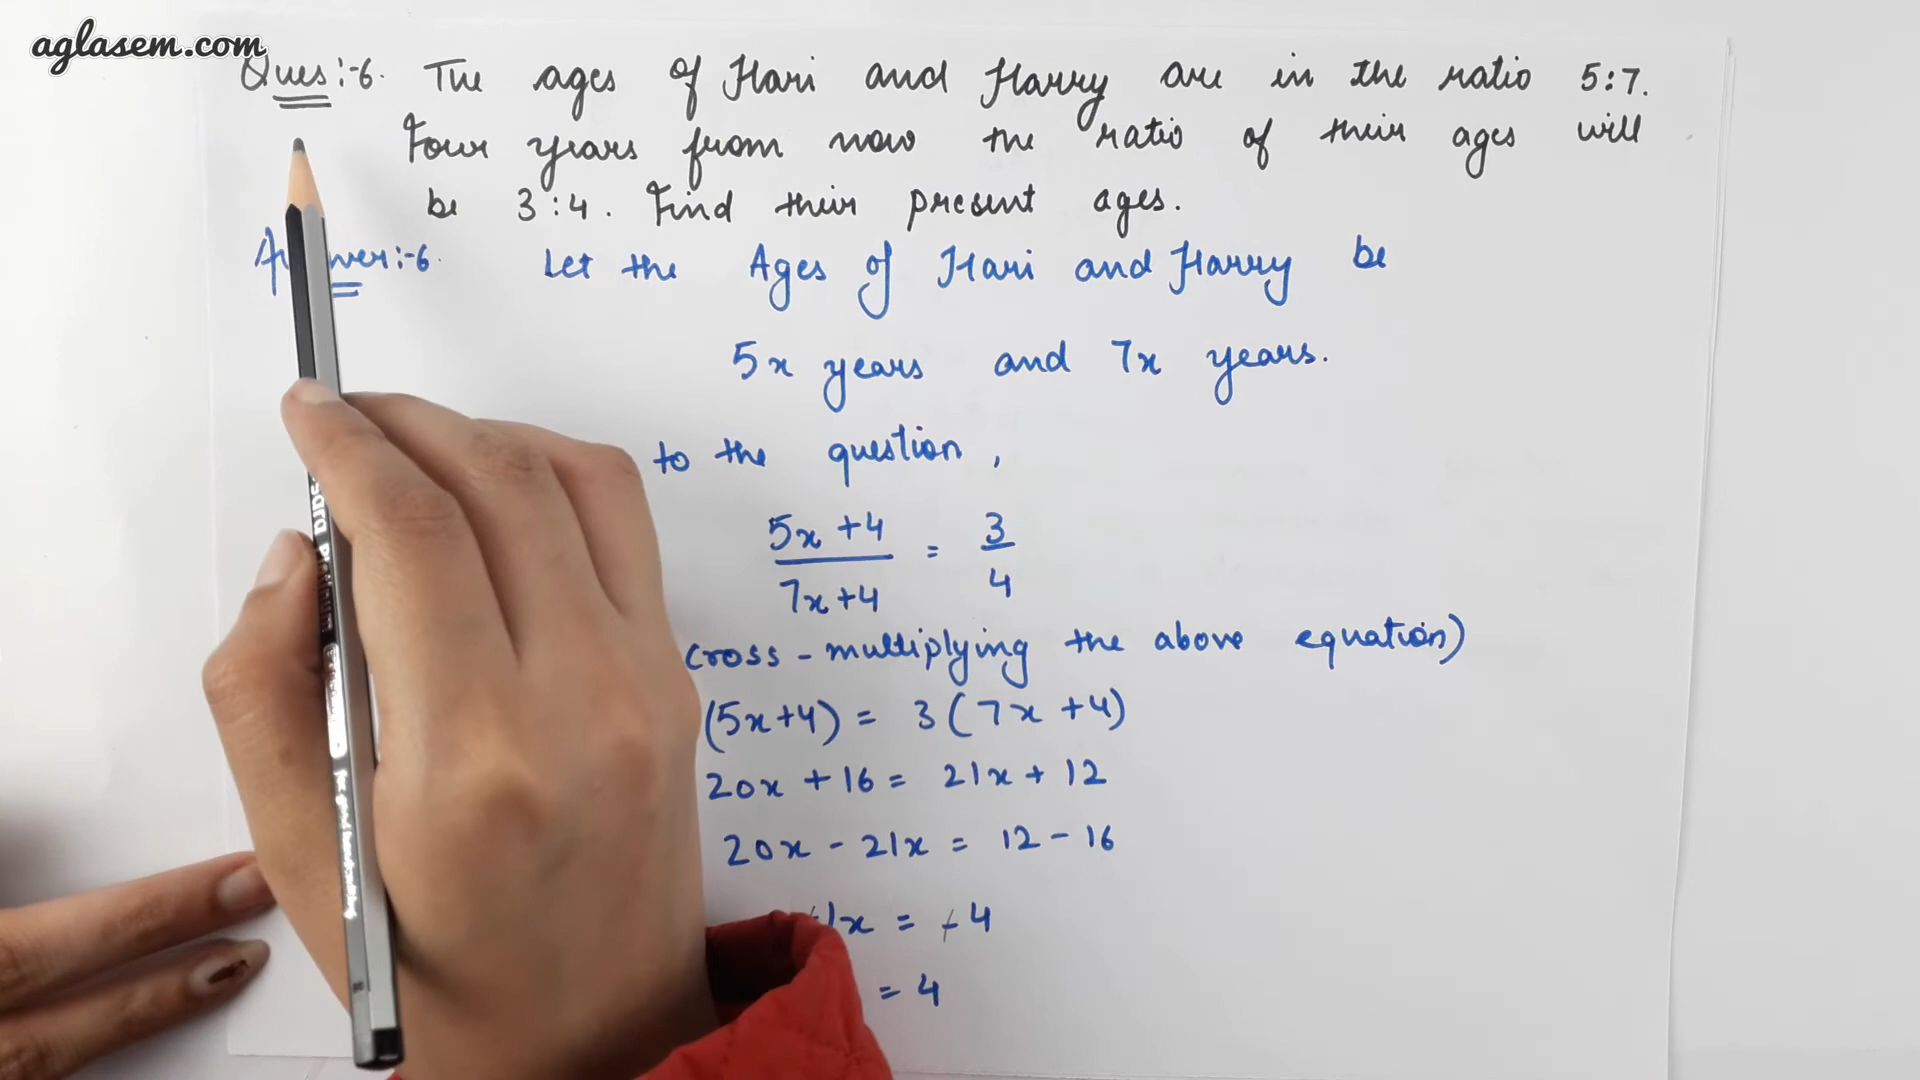 aglasem.com
Ques:-6. The ages of Hari and Harry are in the ratio 5:7.
Four years from now the ratio of their ages will
be 3:4. Find their present ages.
Answer:-6. Let the Ages of Hari and Harry be
5x years and 7x years.
to the question,
5x+4 / 7x+4 = 3/4
cross-multiplying the above equation)
(5x+4) = 3(7x+4)
20x + 16 = 21x + 12
20x - 21x = 12 - 16
-1x = -4
= 4